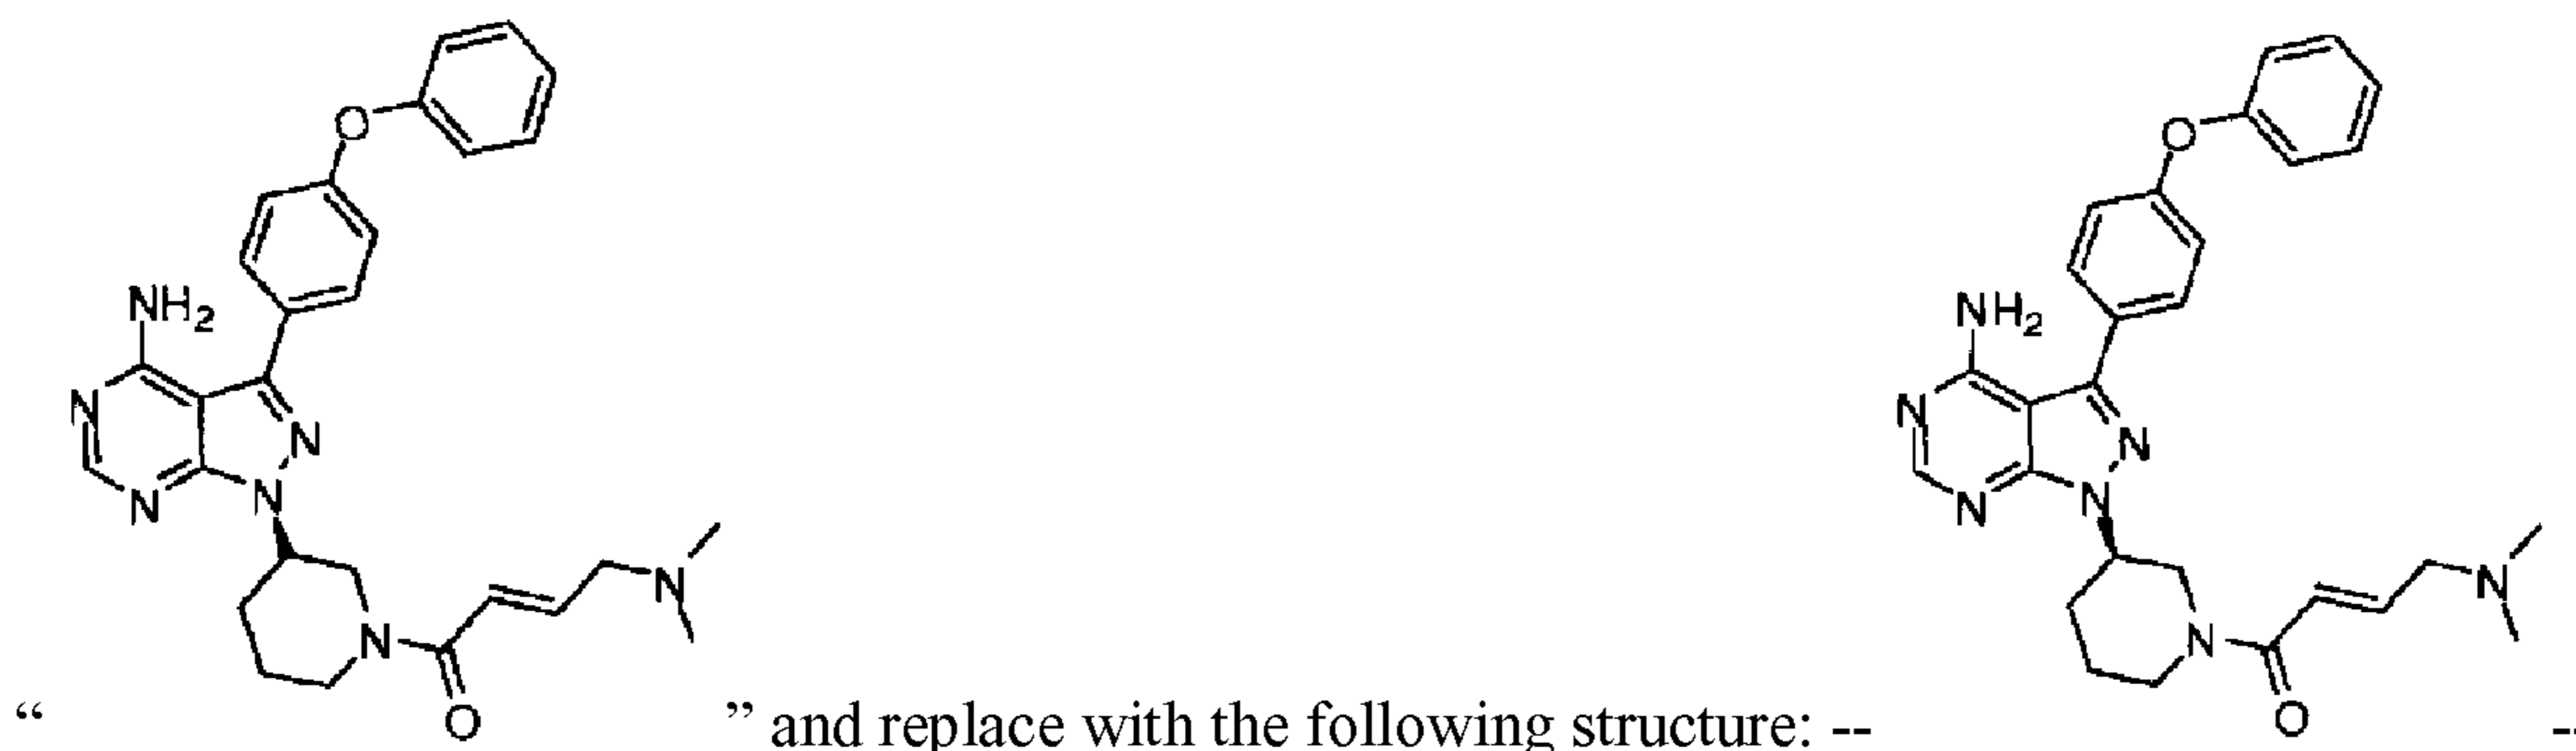 O O
NH2 NH2
N N N N
N N N N
N N
N N
“ O ” and replace with the following structure: -- O -